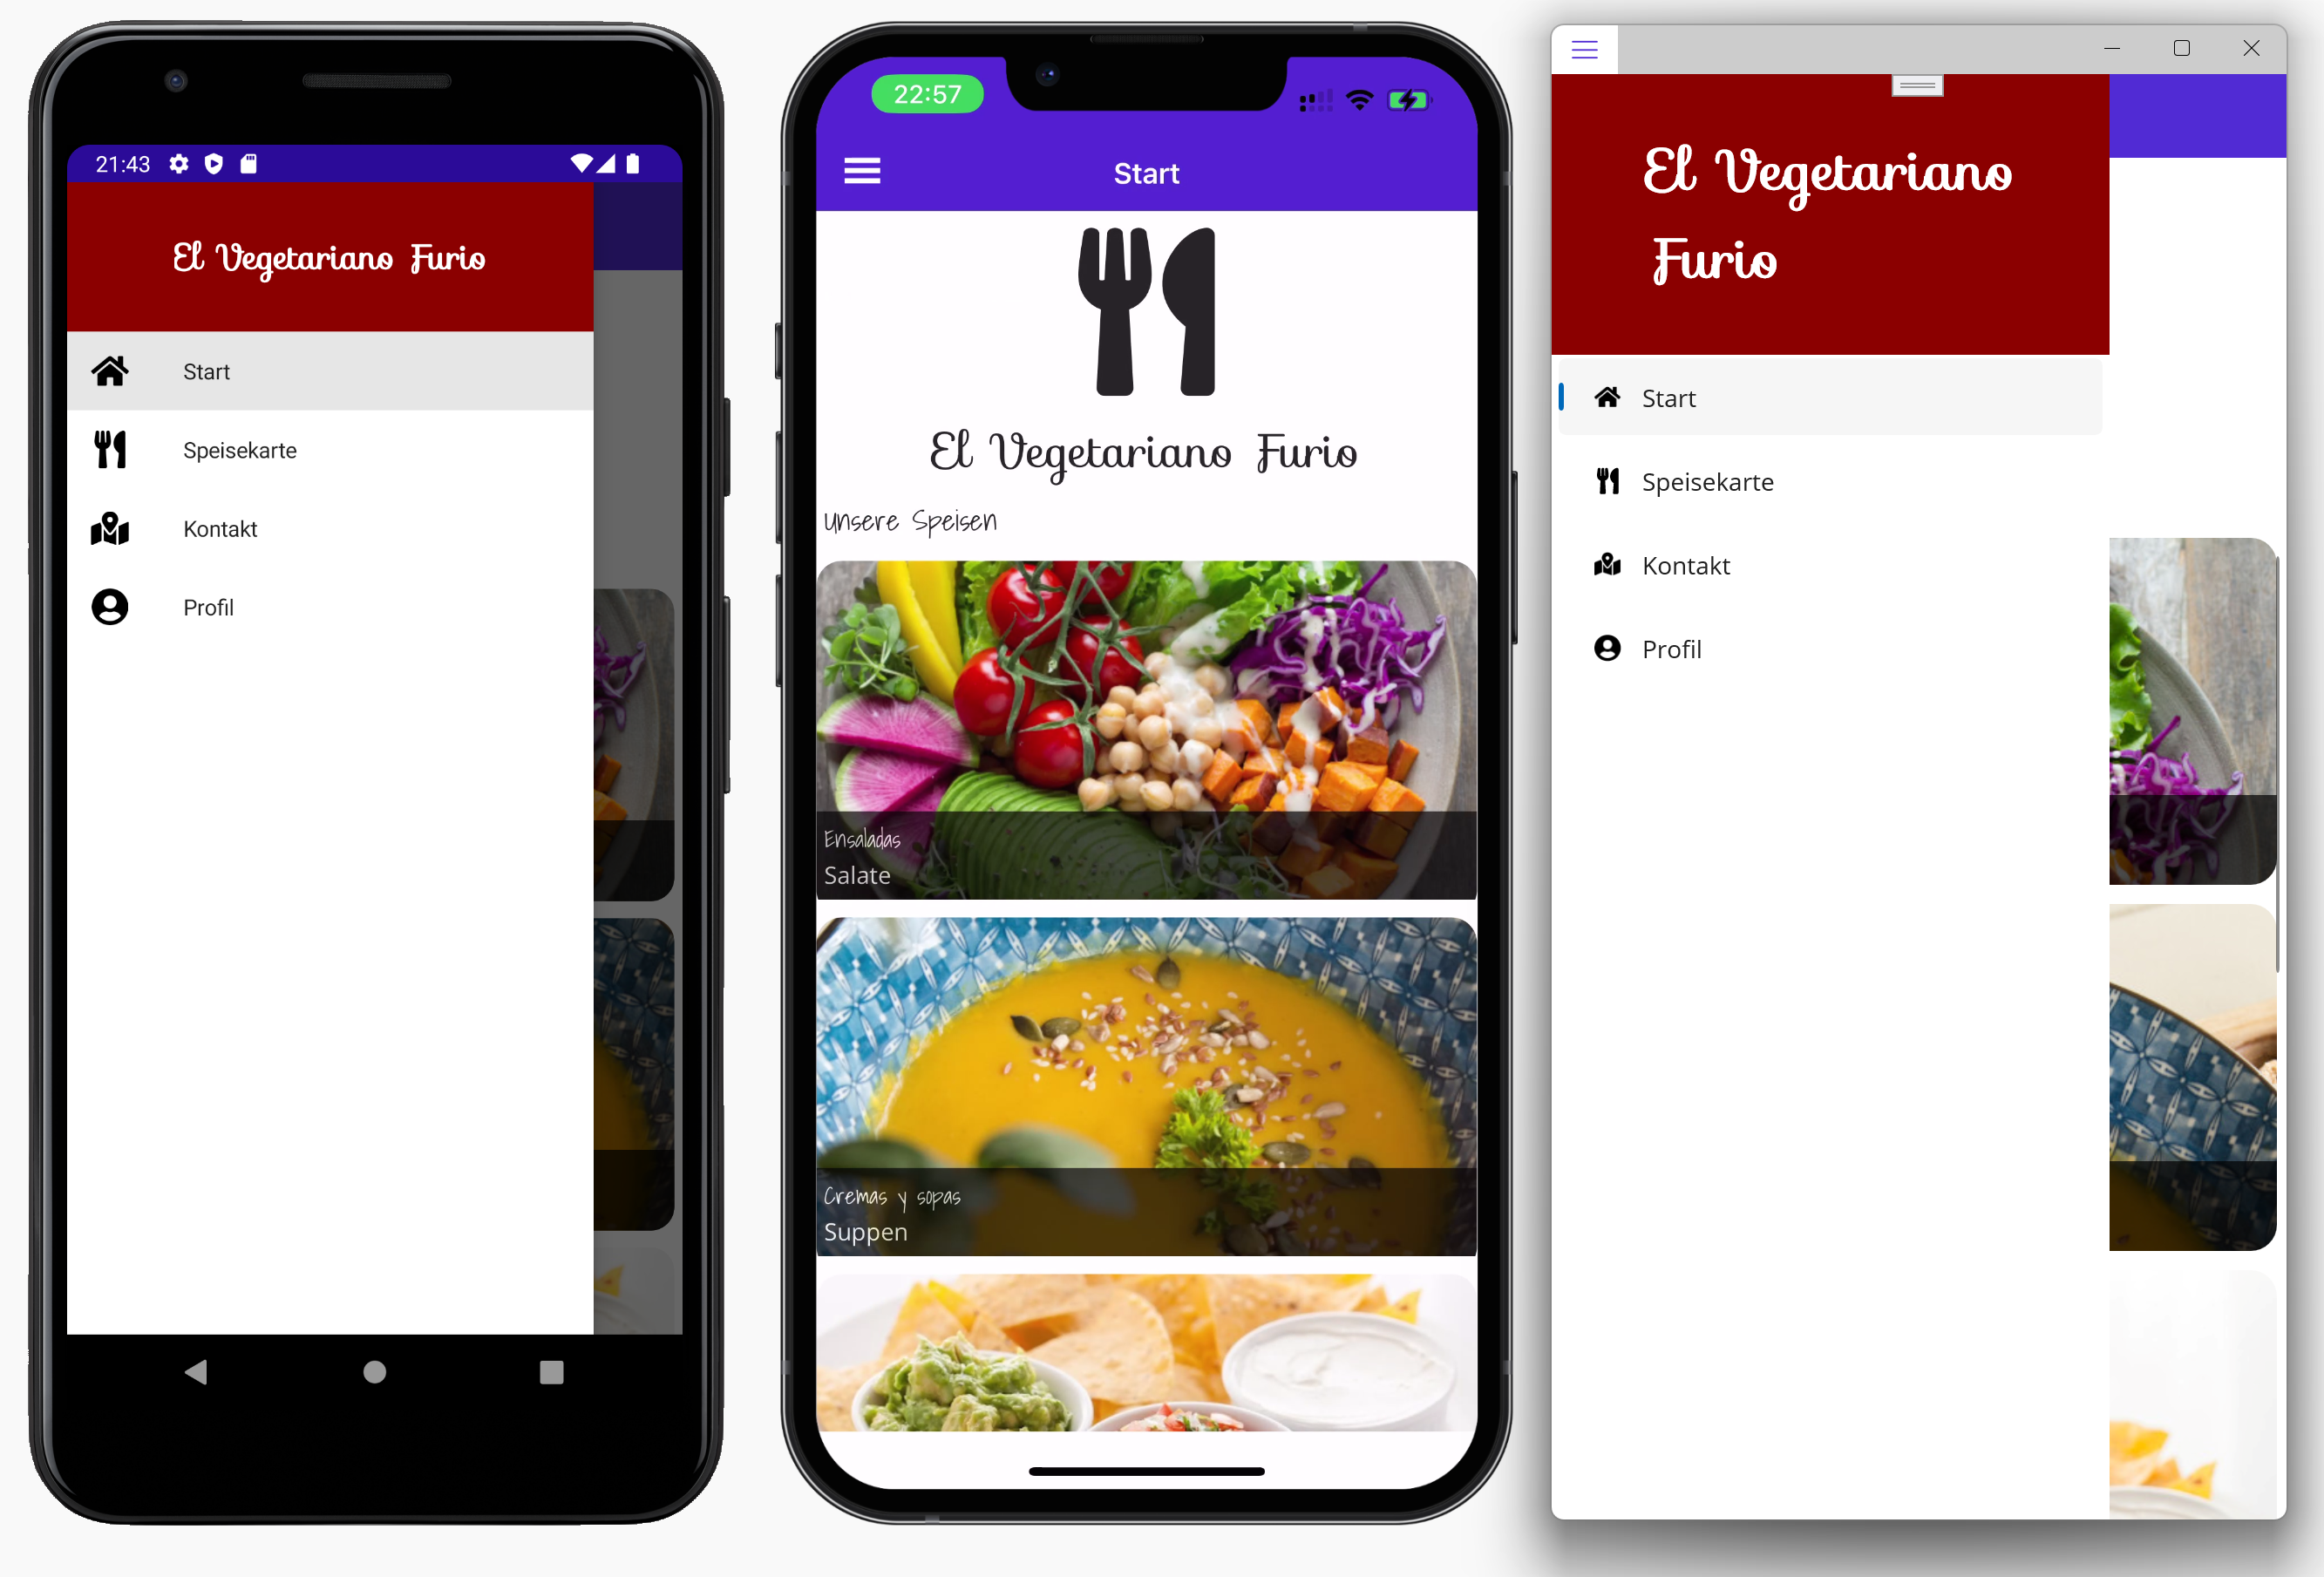 21:43
El Vegetariano Furio
Start
Speisekarte
Kontakt
Profil
22:57
Start
El Vegetariano Furio
Unsere Speisen
Ensaladas
Salate
Cremas y sopas
Suppen
El Vegetariano
Furio
Start
Speisekarte
Kontakt
Profil